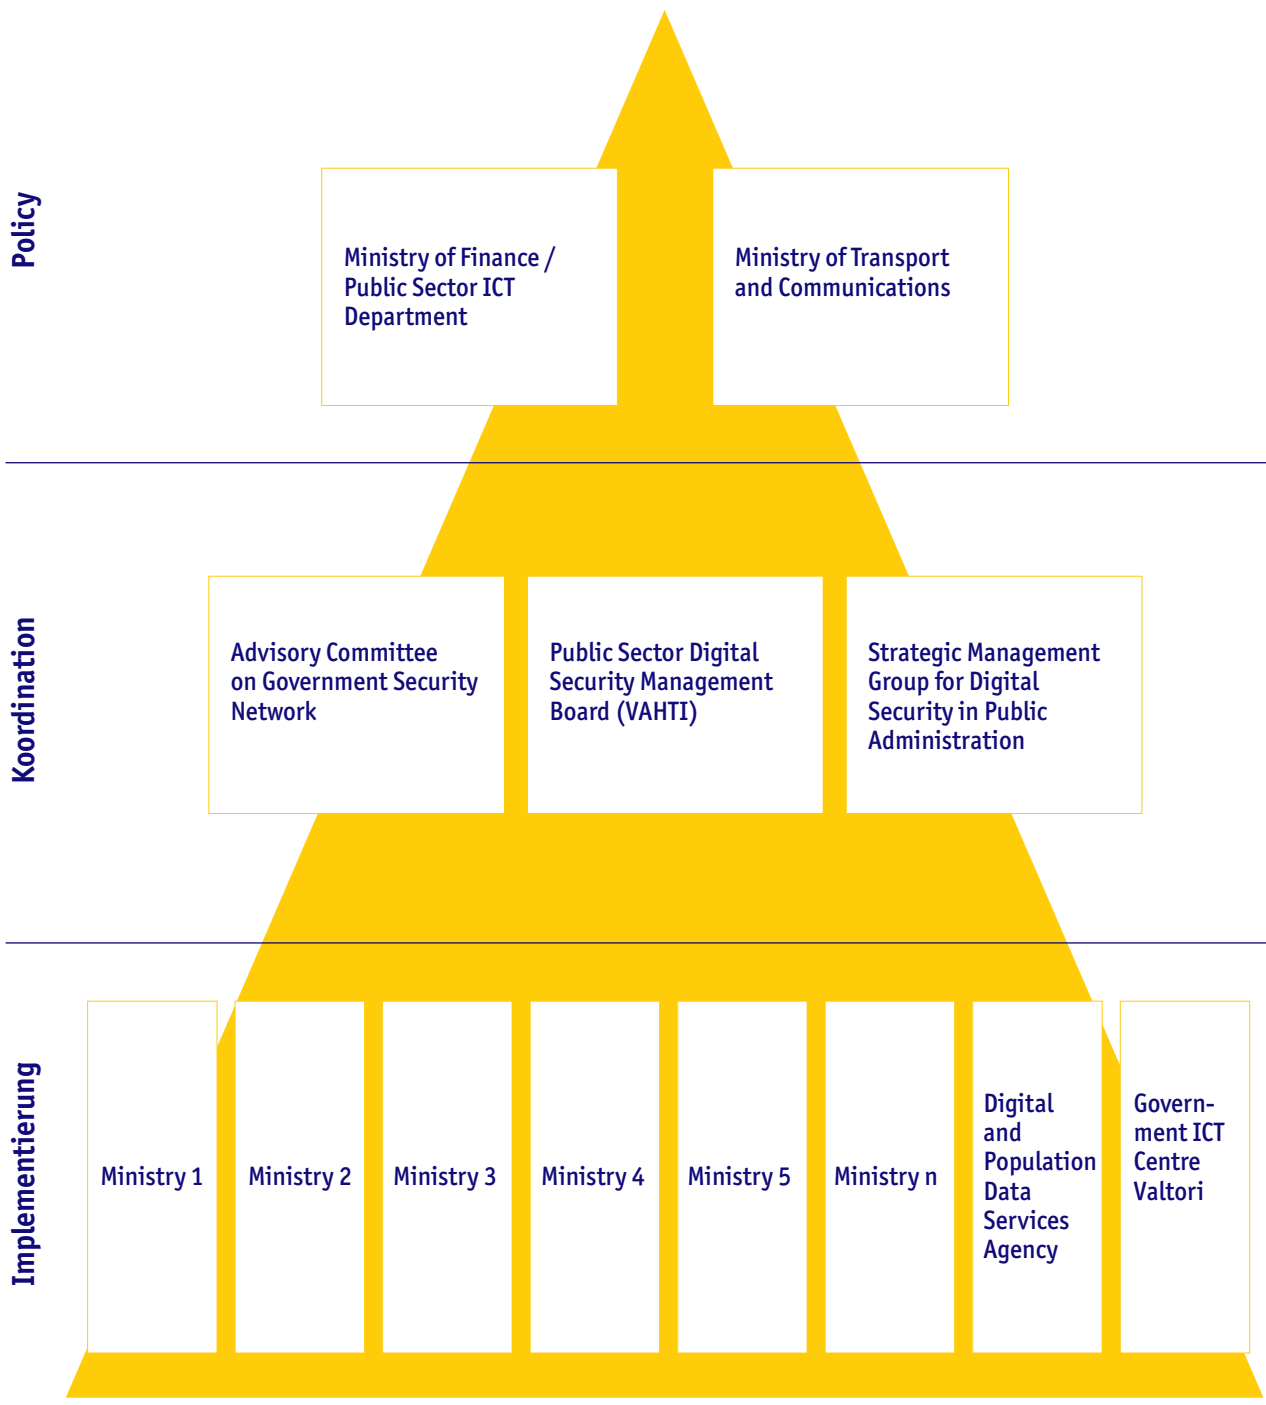 Policy
Ministry of Finance /
Public Sector ICT
Department
Ministry of Transport
and Communications
Koordination
Advisory Committee
on Government Security
Network
Public Sector Digital
Security Management
Board (VAHTI)
Strategic Management
Group for Digital
Security in Public
Administration
Implementierung
Ministry 1
Ministry 2
Ministry 3
Ministry 4
Ministry 5
Ministry n
Digital
and
Population
Data
Services
Agency
Govern-
ment ICT
Centre
Valtori